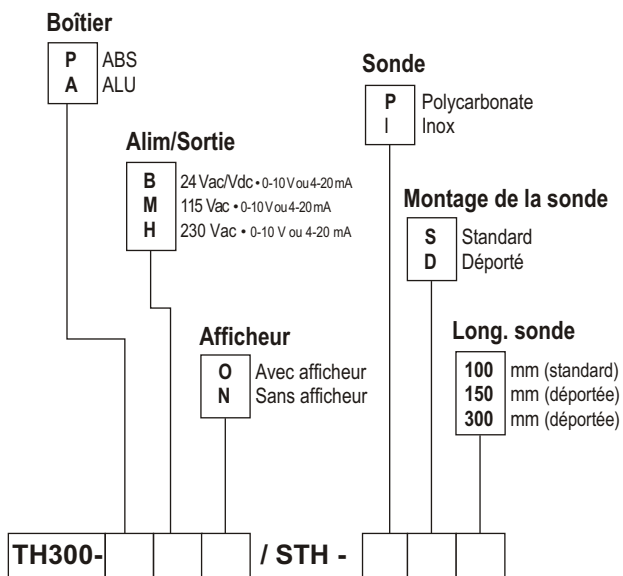 Boîtier
P ABS
A ALU
Alim/Sortie
B 24 Vac/Vdc • 0-10 V ou 4-20 mA
M 115 Vac • 0-10 V ou 4-20 mA
H 230 Vac • 0-10 V ou 4-20 mA
Afficheur
O Avec afficheur
N Sans afficheur
Sonde
P Polycarbonate
I Inox
Montage de la sonde
S Standard
D Déporté
Long. sonde
100 mm (standard)
150 mm (déportée)
300 mm (déportée)
TH300- / STH -